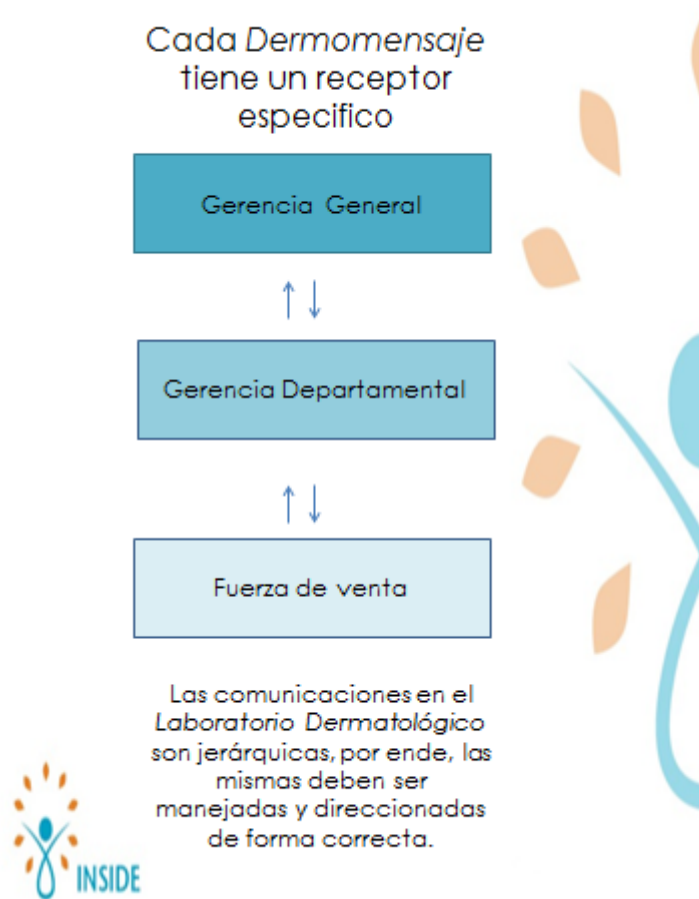 Cada Dermomensaje
tiene un receptor
especifico
Gerencia General
Gerencia Departamental
Fuerza de venta
Las comunicaciones en el
Laboratorio Dermatológico
son jerárquicas, por ende, las
mismas deben ser
manejadas y direccionadas
de forma correcta.
INSIDE